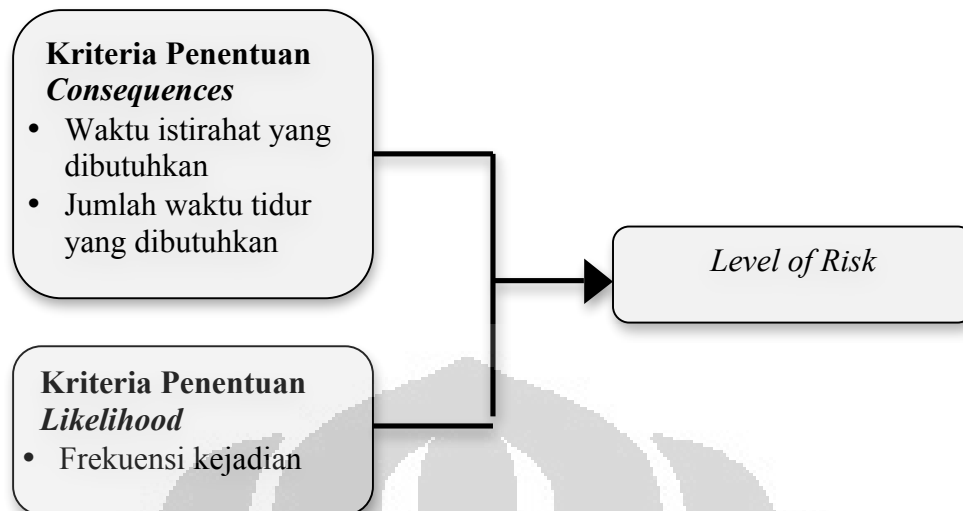 Kriteria Penentuan
Consequences
• Waktu istirahat yang
dibutuhkan
• Jumlah waktu tidur
yang dibutuhkan
Level of Risk
Kriteria Penentuan
Likelihood
• Frekuensi kejadian